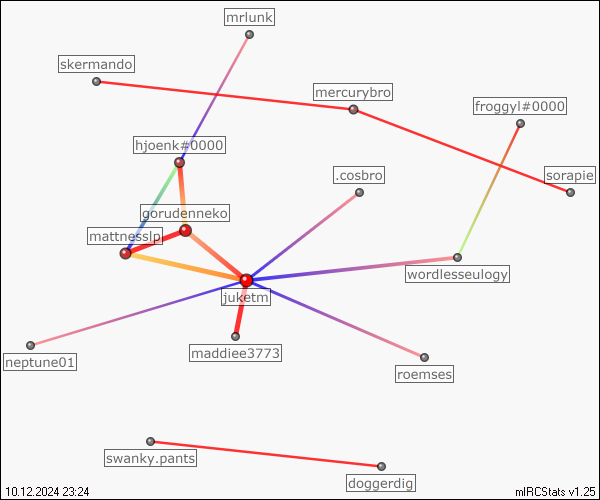 mrlunk
skermando
mercurybro
froggyl#0000
hjoenk#0000
.cosbro
sorapie
gorudenneko
mattnesslp
wordlesseulogy
juketm
maddiee3773
neptune01
roemses
swanky.pants
doggerdig
10.12.2024 23:24
mIRCStats v1.25